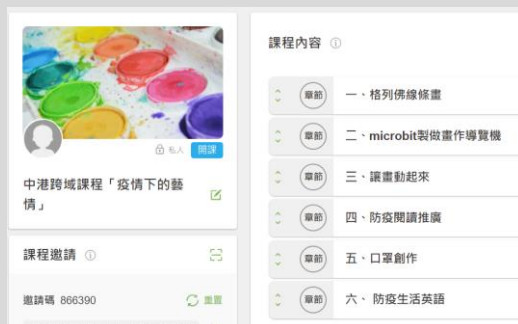 私人 開課
中港跨域課程「疫情下的藝
情」
課程邀請
邀請碼 866390 重置
課程內容
章節 一、格列佛線條畫
章節 二、microbit製做畫作導覽機
章節 三、讓畫動起來
章節 四、防疫閱讀推廣
章節 五、口罩創作
章節 六、防疫生活英語